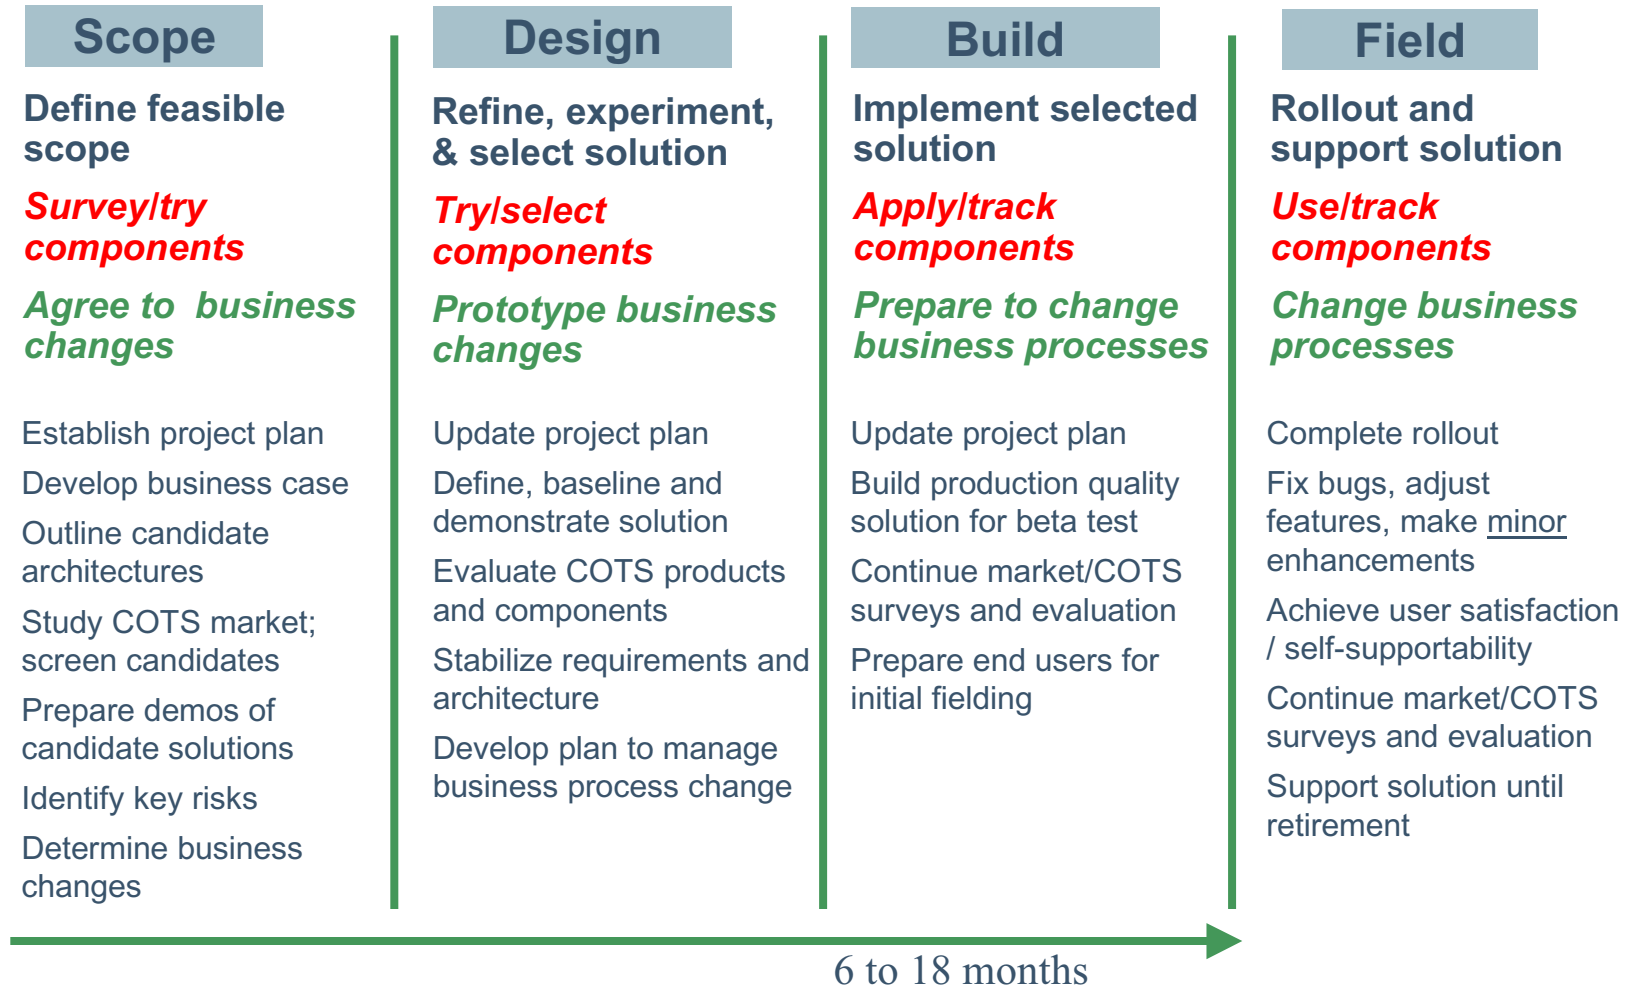 Scope
Define feasible
scope
Survey/try
components
Agree to  business
changes
Establish project plan
Develop business case
Outline candidate
architectures
Study COTS market;
screen candidates
Prepare demos of
candidate solutions
Identify key risks
Determine business
changes
Design
Refine, experiment,
& select solution
Try/select
components
Prototype business
changes
Update project plan
Define, baseline and
demonstrate solution
Evaluate COTS products
and components
Stabilize requirements and
architecture
Develop plan to manage
business process change
Build
Implement selected
solution
Apply/track
components
Prepare to change
business processes
Update project plan
Build production quality
solution for beta test
Continue market/COTS
surveys and evaluation
Prepare end users for
initial fielding
Field
Rollout and
support solution
Use/track
components
Change business
processes
Complete rollout
Fix bugs, adjust
features, make minor
enhancements
Achieve user satisfaction
/ self-supportability
Continue market/COTS
surveys and evaluation
Support solution until
retirement
6 to 18 months